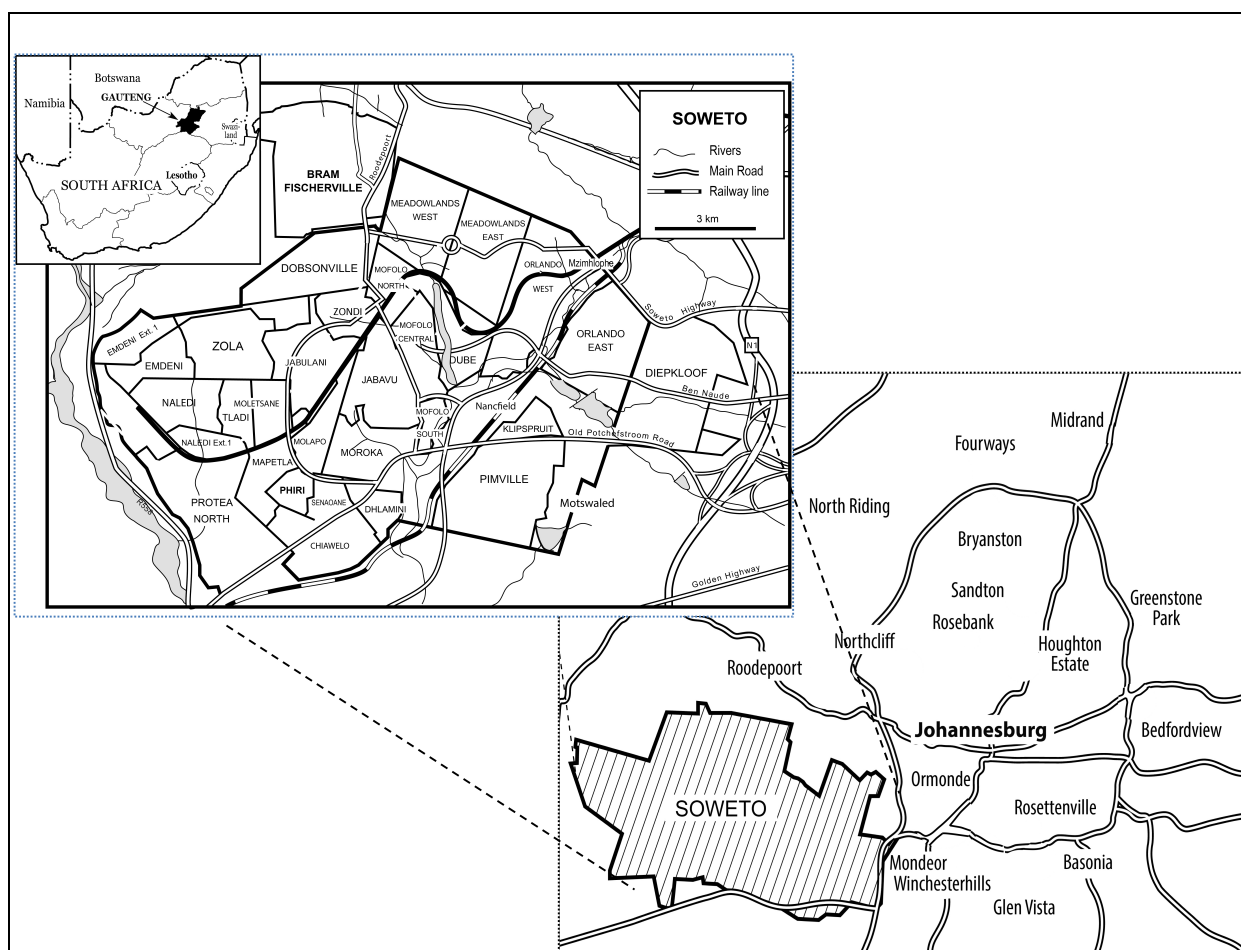 Botswana
GAUTENG
Namibia
Swazi-
land
SOUTH AFRICA
Lesotho
SOWETO
Rivers
Main Road
Railway line
3 km
Roodepoort
BRAM
FISCHERVILLE
MEADOWLANDS
WEST
MEADOWLANDS
EAST
DOBSONVILLE
MOFOLO
NORTH
ORLANDO
WEST
Mzimhlophe
Soweto Highway
EMDENI Ext. 1
EMDENI
ZOLA
ZONDI
JABULANI
MOFOLO
CENTRAL
DUBE
ORLANDO
EAST
N1
DIEPKLOOF
Ben Naude
JABAVU
NALEDI
MOLETSANE
TLADI
NALEDI Ext.1
MOLAPO
MOFOLO
SOUTH
Nancfield
KLIPSPRUIT
Old Potchefstroom Road
MAPETLA
MOROKA
PIMVILLE
PHIRI
SENAOANE
DHLAMINI
Motswaled
PROTEA
NORTH
R558
CHIAWELO
Golden Highway
Midrand
Fourways
North Riding
Bryanston
Sandton
Rosebank
Greenstone
Park
Northcliff
Houghton
Estate
Roodepoort
Johannesburg
Bedfordview
Ormonde
SOWETO
Rosettenville
Mondeor
Winchesterhills
Basonia
Glen Vista